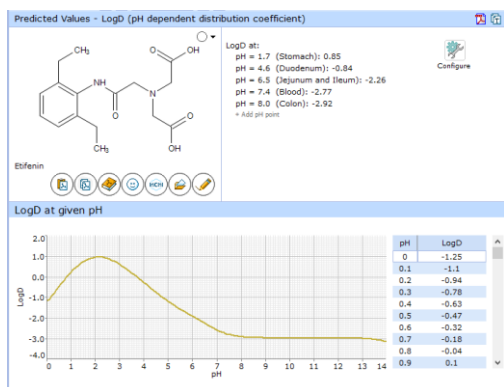 Predicted Values - LogD (pH dependent distribution coefficient)
CH₃
NH
O
N
O
OH
O
OH
CH₃
Etifenin
INCHI
LogD at:
pH = 1.7 (Stomach): 0.85
pH = 4.6 (Duodenum): -0.84
pH = 6.5 (Jejunum and Ileum): -2.26
pH = 7.4 (Blood): -2.77
pH = 8.0 (Colon): -2.92
+ Add pH point
Configure
LogD at given pH
LogD
2.0
1.0
0.0
-1.0
-2.0
-3.0
-4.0
0 1 2 3 4 5 6 7 8 9 10 11 12 13 14
pH
pH LogD
0 -1.25
0.1 -1.1
0.2 -0.94
0.3 -0.78
0.4 -0.63
0.5 -0.47
0.6 -0.32
0.7 -0.18
0.8 -0.04
0.9 0.1